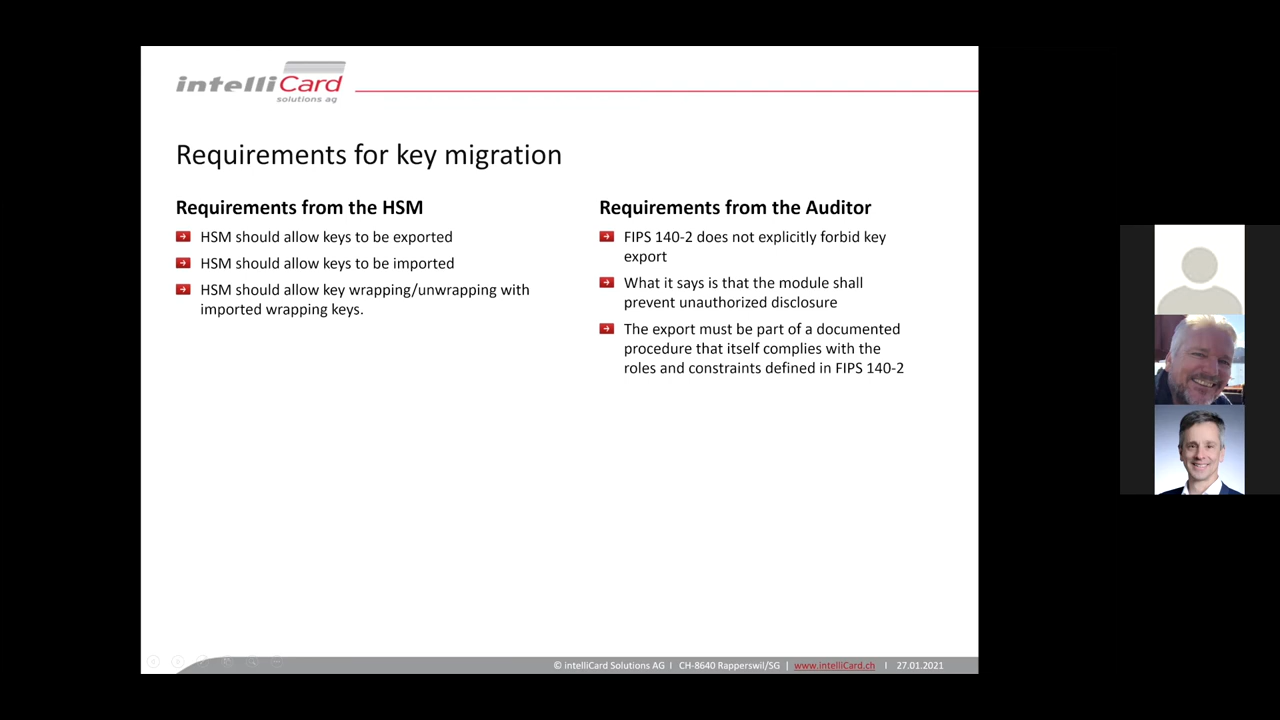 intelliCard
solutions ag
Requirements for key migration
Requirements from the HSM
HSM should allow keys to be exported
HSM should allow keys to be imported
HSM should allow key wrapping/unwrapping with
imported wrapping keys.
Requirements from the Auditor
FIPS 140-2 does not explicitly forbid key
export
What it says is that the module shall
prevent unauthorized disclosure
The export must be part of a documented
procedure that itself complies with the
roles and constraints defined in FIPS 140-2
© intelliCard Solutions AG I CH-8640 Rapperswil/SG | www.intelliCard.ch I 27.01.2021